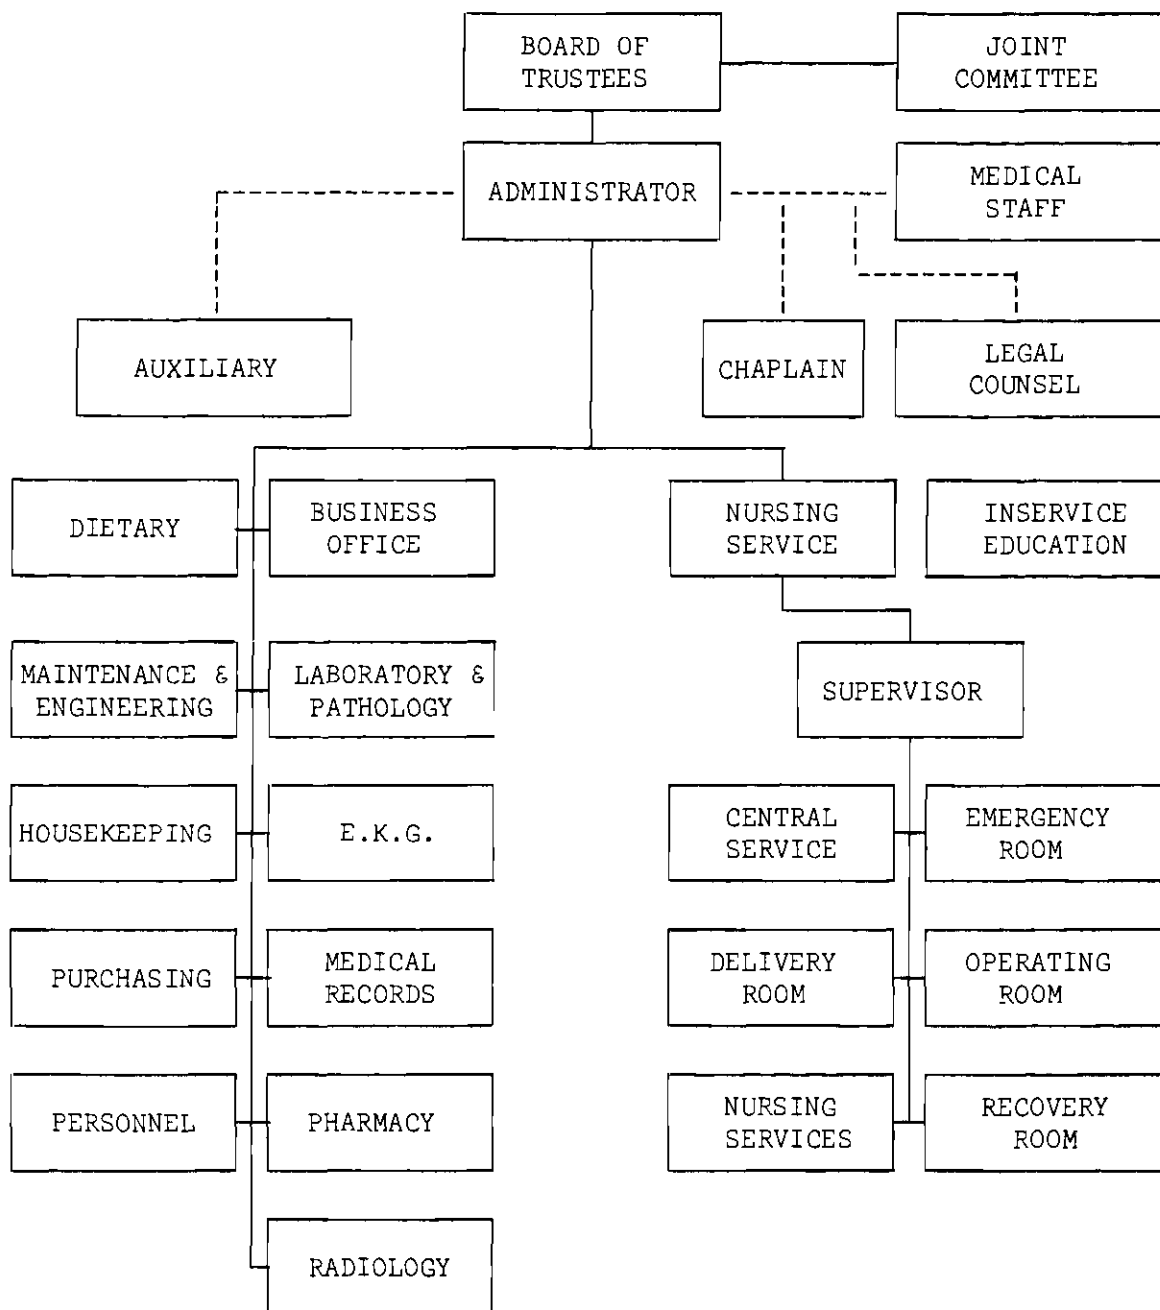 BOARD OF
TRUSTEES
JOINT
COMMITTEE
ADMINISTRATOR
MEDICAL
STAFF
AUXILIARY
CHAPLAIN
LEGAL
COUNSEL
DIETARY
BUSINESS
OFFICE
NURSING
SERVICE
INSERVICE
EDUCATION
MAINTENANCE &
ENGINEERING
LABORATORY &
PATHOLOGY
SUPERVISOR
HOUSEKEEPING
E.K.G.
CENTRAL
SERVICE
EMERGENCY
ROOM
PURCHASING
MEDICAL
RECORDS
DELIVERY
ROOM
OPERATING
ROOM
PERSONNEL
PHARMACY
NURSING
SERVICES
RECOVERY
ROOM
RADIOLOGY